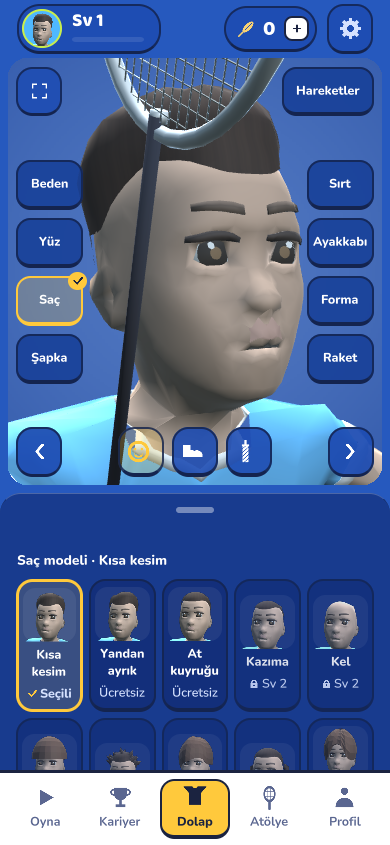 Sv 1
0
+
Hareketler
Beden
Sırt
Yüz
Ayakkabı
Saç
Forma
Şapka
Raket
Saç modeli · Kısa kesim
Kısa kesim
Seçili
Yandan ayrık
Ücretsiz
At kuyruğu
Ücretsiz
Kazıma
Sv 2
Kel
Sv 2
Oyna
Kariyer
Dolap
Atölye
Profil